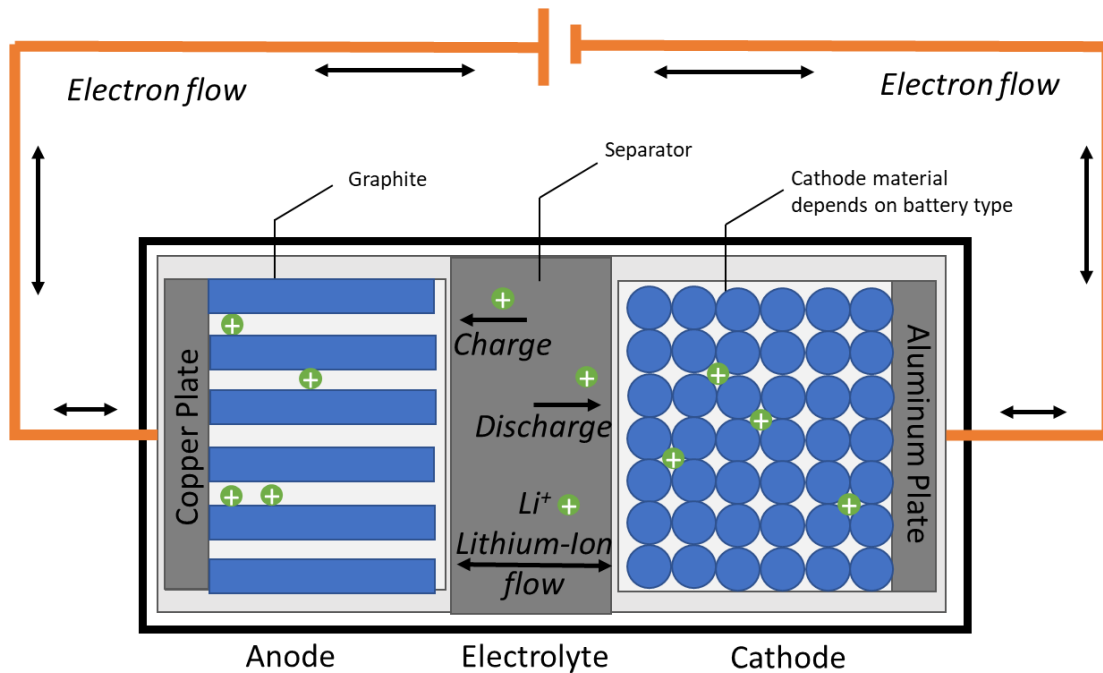 Electron flow
Electron flow
Separator
Graphite
Cathode material
depends on battery type
Copper Plate
Charge
Discharge
Li⁺
Lithium-Ion
flow
Aluminum Plate
+
+
+
+
+
+
+
+
+
+
+
Anode
Electrolyte
Cathode